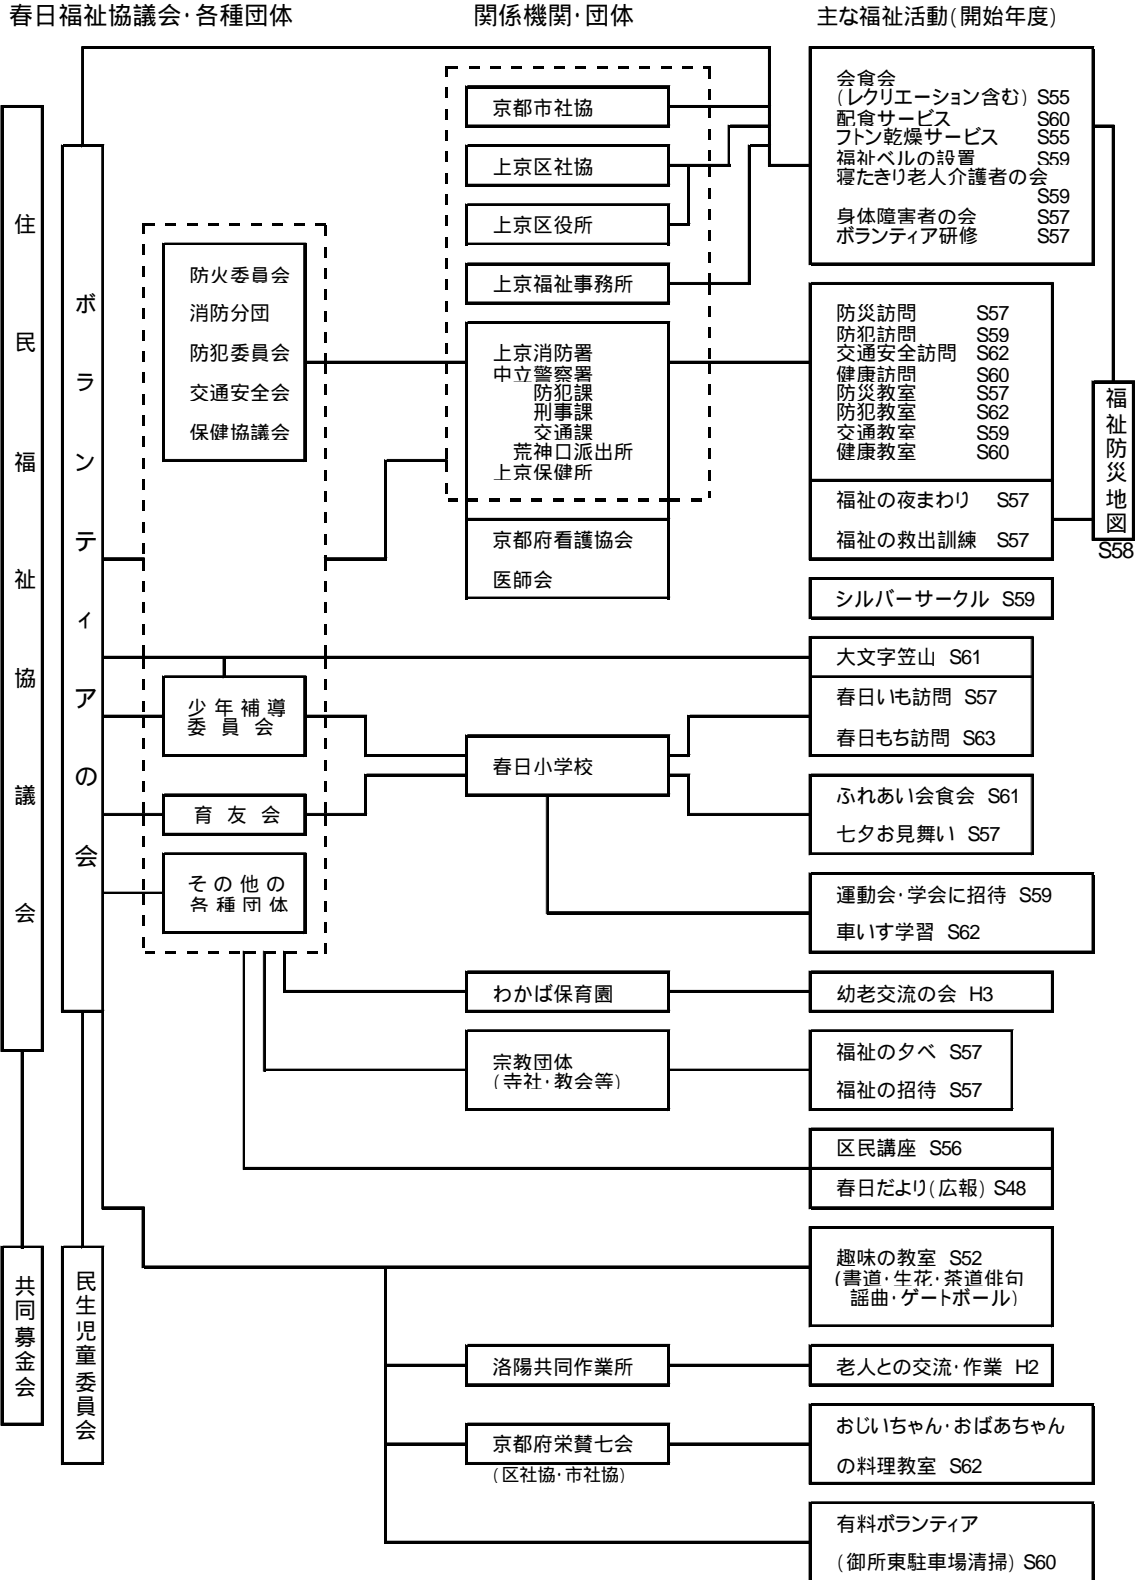 春日福祉協議会・各種団体
関係機関・団体
主な福祉活動(開始年度)
住民福祉協議会
共同募金会
ボランティアの会
民生児童委員会
防火委員会
消防分団
防犯委員会
交通安全会
保健協議会
少年補導
委員会
育友会
その他の
各種団体
京都市社協
上京区社協
上京区役所
上京福祉事務所
上京消防署
中立警察署
防犯課
刑事課
交通課
荒神口派出所
上京保健所
京都府看護協会
医師会
春日小学校
わかば保育園
宗教団体
(寺社・教会等)
洛陽共同作業所
京都府栄賛七会
(区社協・市社協)
会食会
(レクリエーション含む) S55
配食サービス S60
フトン乾燥サービス S55
福祉ベルの設置 S59
寝たきり老人介護者の会
S59
身体障害者の会 S57
ボランティア研修 S57
防災訪問 S57
防犯訪問 S59
交通安全訪問 S62
健康訪問 S60
防災教室 S57
防犯教室 S62
交通教室 S59
健康教室 S60
福祉の夜まわり S57
福祉の救出訓練 S57
福祉防災地図
S58
シルバーサークル S59
大文字笠山 S61
春日いも訪問 S57
春日もち訪問 S63
ふれあい会食会 S61
七夕お見舞い S57
運動会・学会に招待 S59
車いす学習 S62
幼老交流の会 H3
福祉の夕べ S57
福祉の招待 S57
区民講座 S56
春日だより(広報) S48
趣味の教室 S52
(書道・生花・茶道俳句
謡曲・ゲートボール)
老人との交流・作業 H2
おじいちゃん・おばあちゃん
の料理教室 S62
有料ボランティア
(御所東駐車場清掃) S60